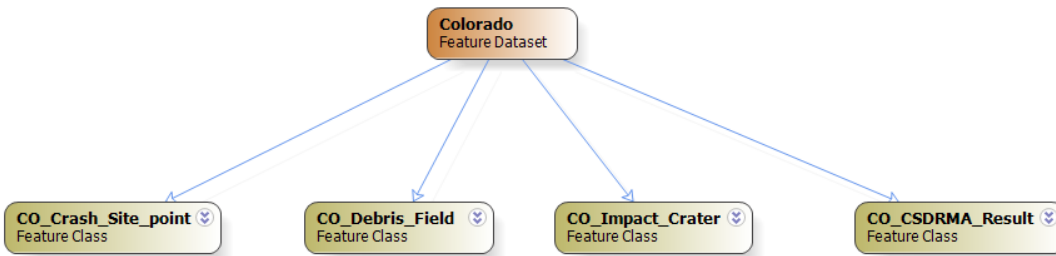 Colorado
Feature Dataset
CO_Crash_Site_point
Feature Class
CO_Debris_Field
Feature Class
CO_Impact_Crater
Feature Class
CO_CSDRMA_Result
Feature Class